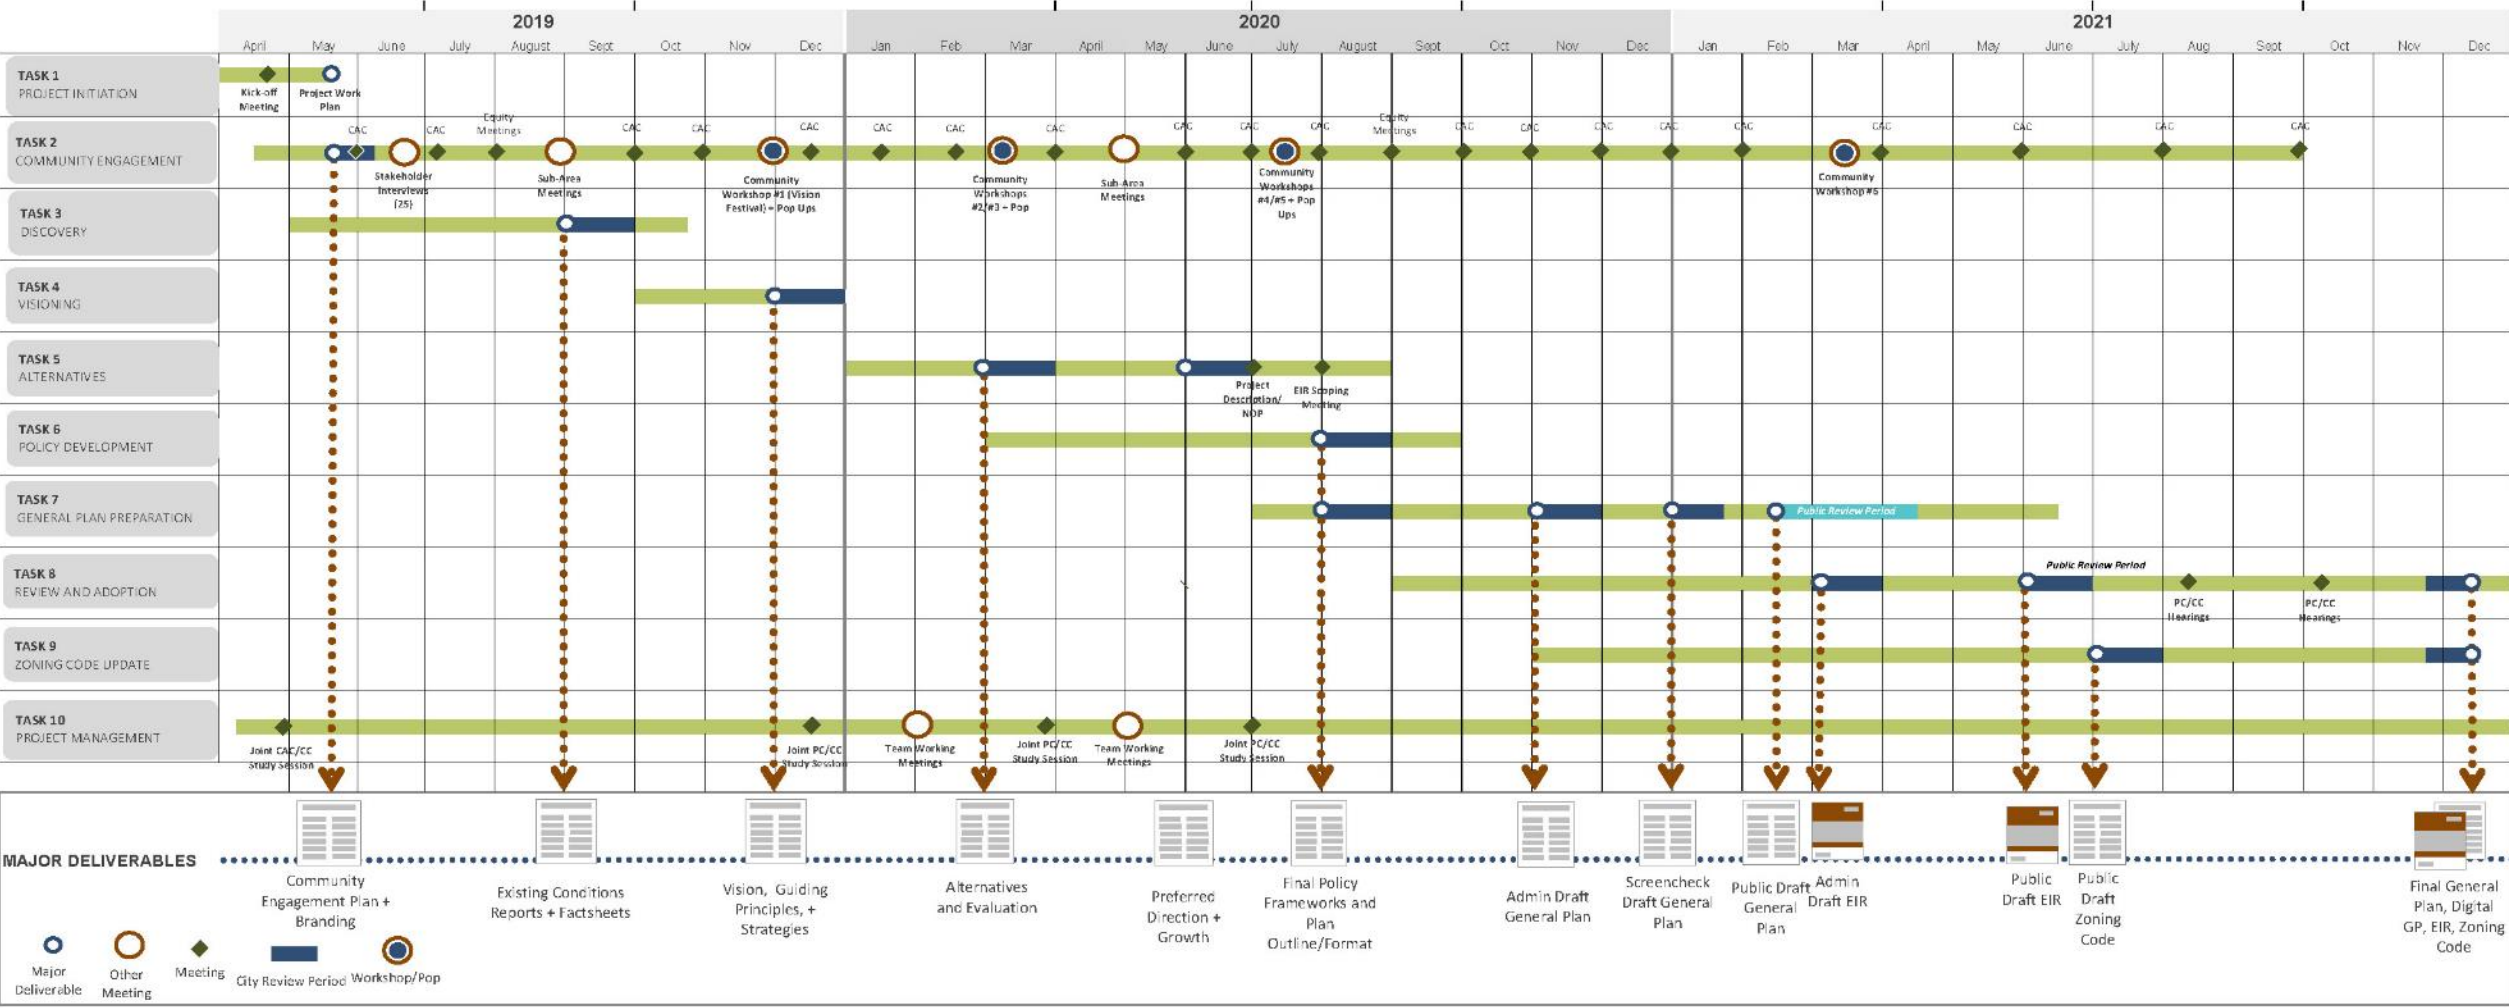 2019
2020
2021
April May June July August Sept Oct Nov Dec Jan Feb Mar April May June July August Sept Oct Nov Dec Jan Feb Mar April May June July Aug Sept Oct Nov Dec
TASK 1
PROJECT INITIATION
Kick-off
Meeting
Project Work
Plan
TASK 2
COMMUNITY ENGAGEMENT
CAC
CAC
Equity
Meetings
CAC
CAC
CAC
CAC
CAC
CAC
CAC
CAC
CAC
Equity
Meetings
CAC
CAC
CAC
CAC
CAC
CAC
CAC
CAC
CAC
Stakeholder
Interviews
(25)
Sub-Area
Meetings
Community
Workshop #1 (Vision
Festival) + Pop Ups
Community
Workshops
#2/#3 + Pop
Sub-Area
Meetings
Community
Workshops
#4/#5 + Pop
Ups
Community
Workshop #6
TASK 3
DISCOVERY
TASK 4
VISIONING
TASK 5
ALTERNATIVES
Project
Description/
NOP
EIR Scoping
Meeting
TASK 6
POLICY DEVELOPMENT
TASK 7
GENERAL PLAN PREPARATION
Public Review Period
TASK 8
REVIEW AND ADOPTION
Public Review Period
PC/CC
Hearings
PC/CC
Hearings
TASK 9
ZONING CODE UPDATE
TASK 10
PROJECT MANAGEMENT
Joint CAC/CC
Study Session
Joint PC/CC
Study Session
Team Working
Meetings
Joint PC/CC
Study Session
Team Working
Meetings
Joint PC/CC
Study Session
MAJOR DELIVERABLES
Community
Engagement Plan +
Branding
Existing Conditions
Reports + Factsheets
Vision, Guiding
Principles, +
Strategies
Alternatives
and Evaluation
Preferred
Direction +
Growth
Final Policy
Frameworks and
Plan
Outline/Format
Admin Draft
General Plan
Screencheck
Draft General
Plan
Public Draft
General
Plan
Admin
Draft EIR
Public
Draft EIR
Public
Draft
Zoning
Code
Final General
Plan, Digital
GP, EIR, Zoning
Code
Major
Deliverable
Other
Meeting
Meeting
City Review Period
Workshop/Pop